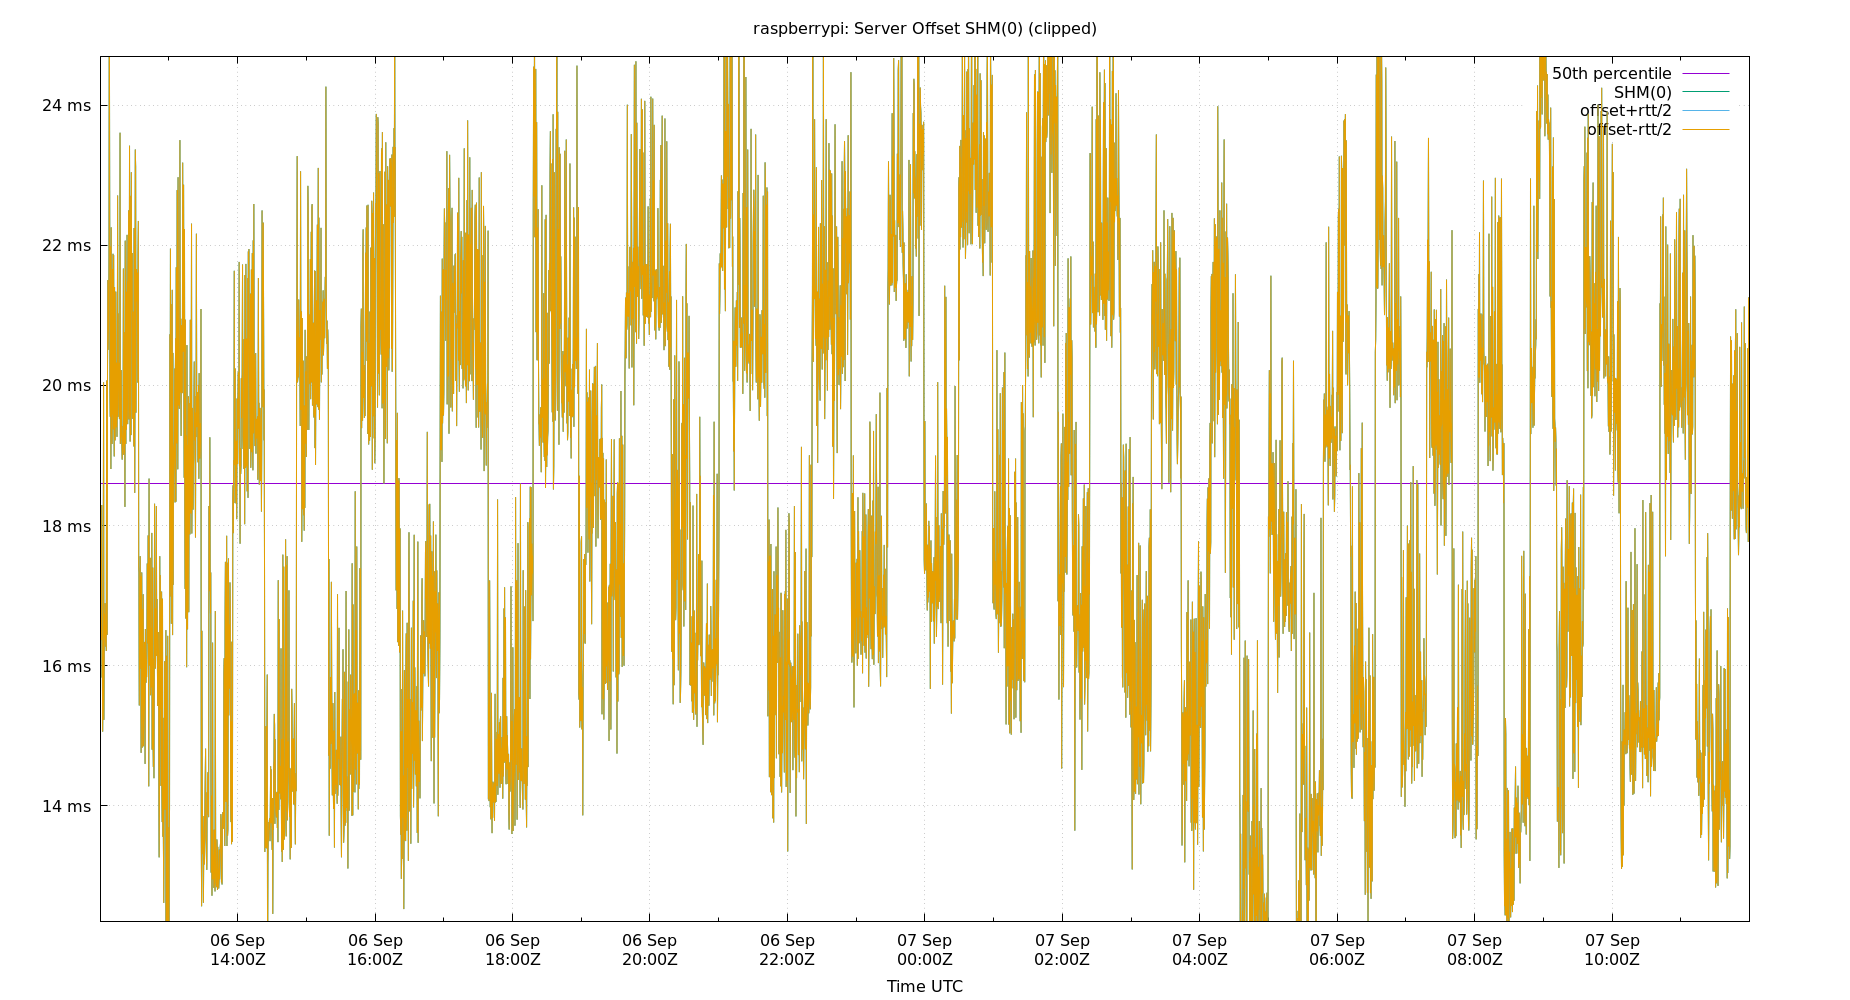 raspberrypi: Server Offset SHM(0) (clipped)
50th percentile
SHM(0)
offset+rtt/2
offset-rtt/2
24 ms
22 ms
20 ms
18 ms
16 ms
14 ms
06 Sep 06 Sep 06 Sep 06 Sep 06 Sep 07 Sep 07 Sep 07 Sep 07 Sep 07 Sep 07 Sep
14:00Z 16:00Z 18:00Z 20:00Z 22:00Z 00:00Z 02:00Z 04:00Z 06:00Z 08:00Z 10:00Z
Time UTC